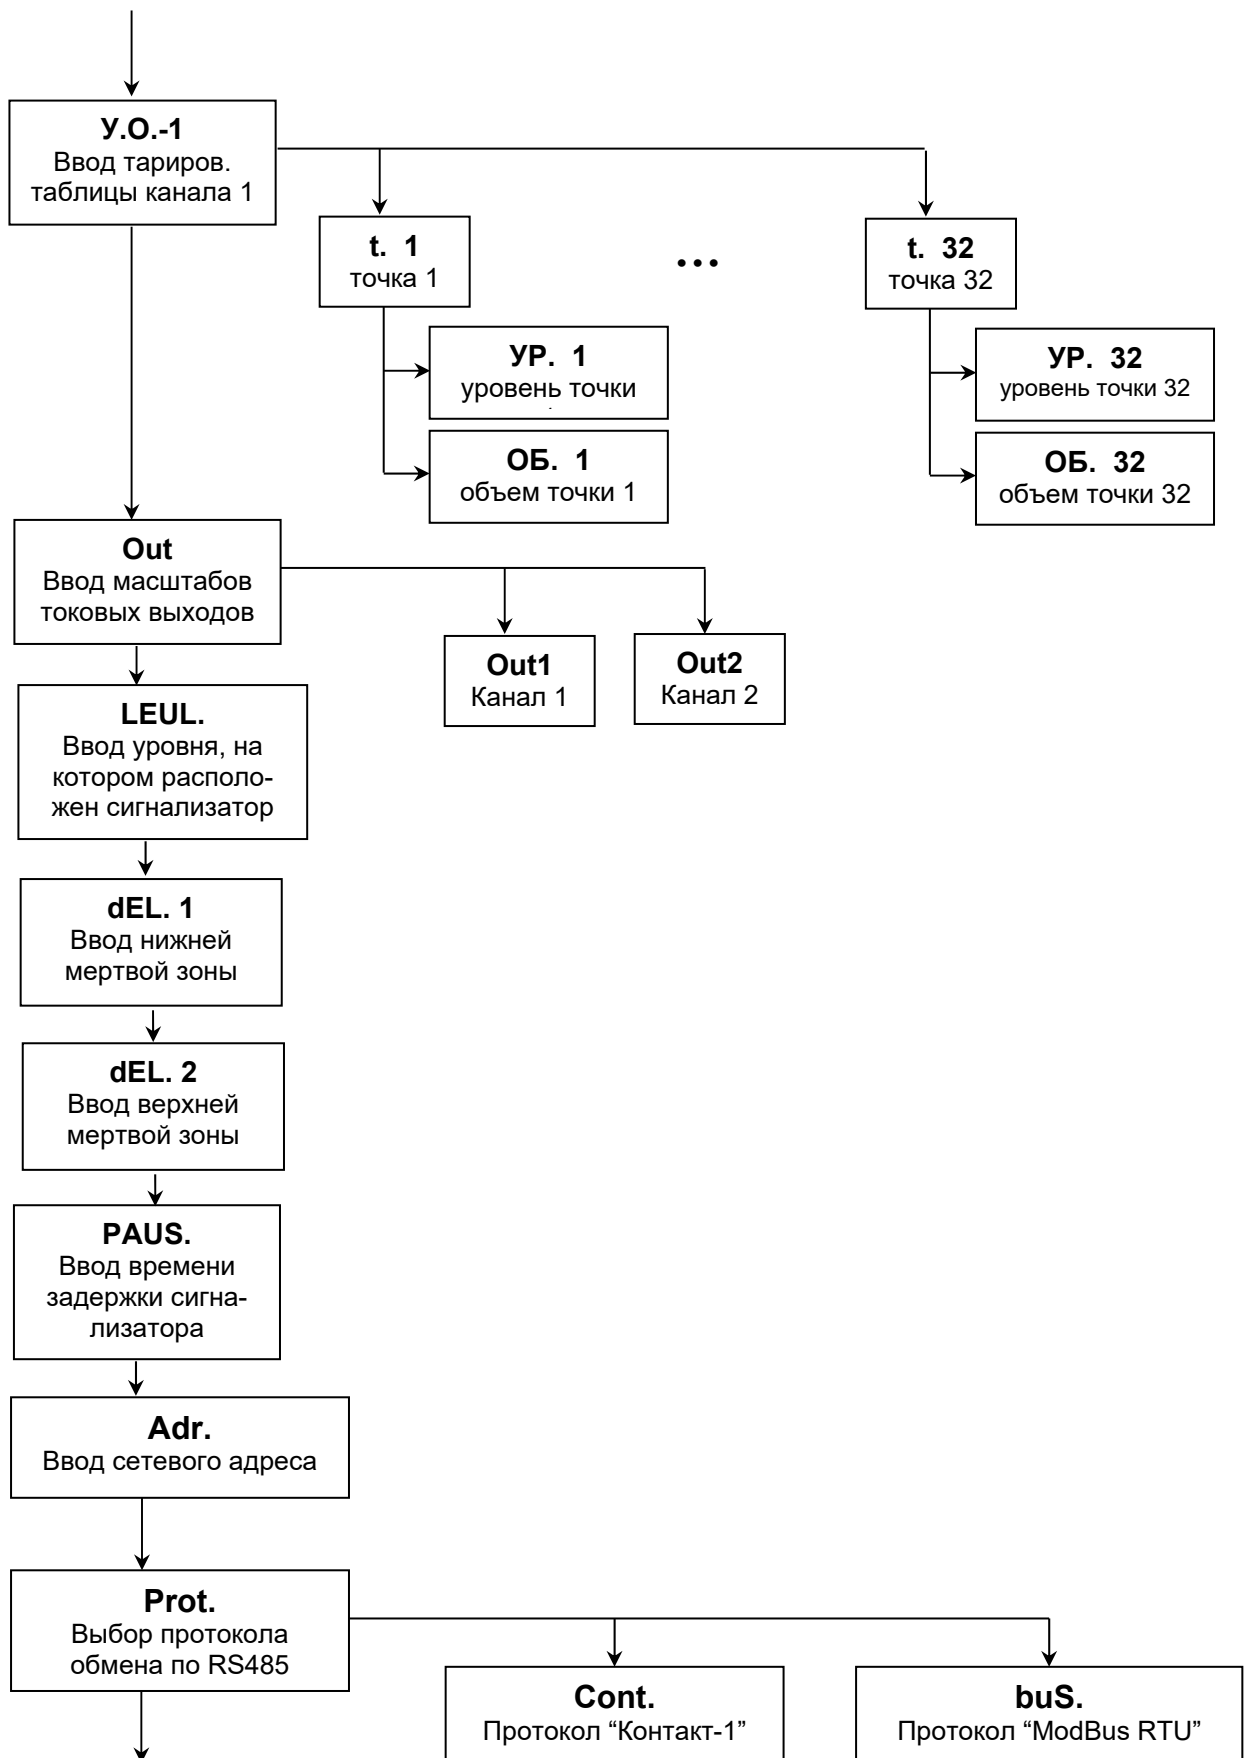 У.О.-1
Ввод тариров.
таблицы канала 1
t. 1
точка 1
...
t. 32
точка 32
УР. 1
уровень точки
ОБ. 1
объем точки 1
УР. 32
уровень точки 32
ОБ. 32
объем точки 32
Out
Ввод масштабов
токовых выходов
Out1
Канал 1
Out2
Канал 2
LEUL.
Ввод уровня, на
котором располо-
жен сигнализатор
dEL. 1
Ввод нижней
мертвой зоны
dEL. 2
Ввод верхней
мертвой зоны
PAUS.
Ввод времени
задержки сигна-
лизатора
Adr.
Ввод сетевого адреса
Prot.
Выбор протокола
обмена по RS485
Cont.
Протокол “Контакт-1”
buS.
Протокол “ModBus RTU”